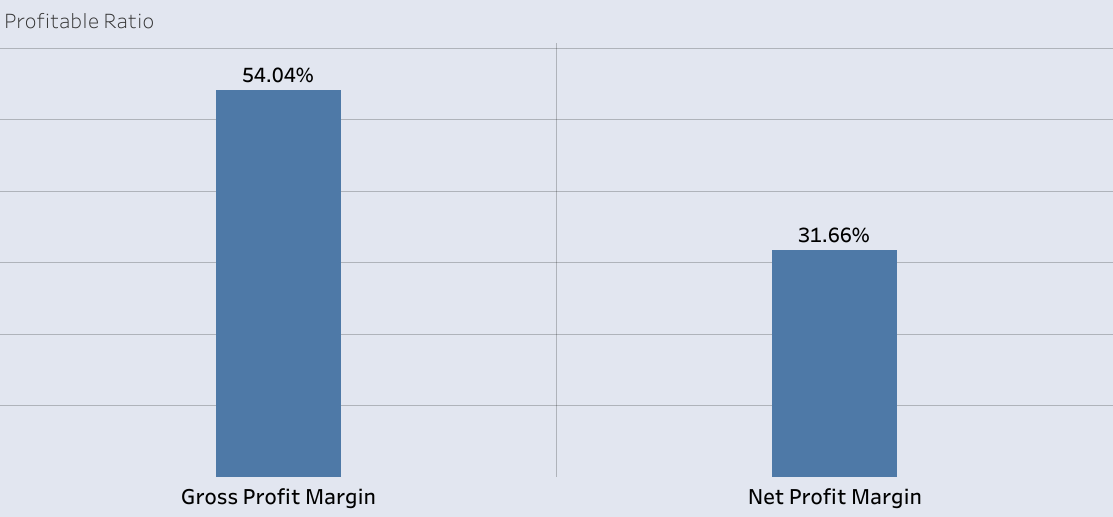 Profitable Ratio
54.04%
31.66%
Gross Profit Margin
Net Profit Margin